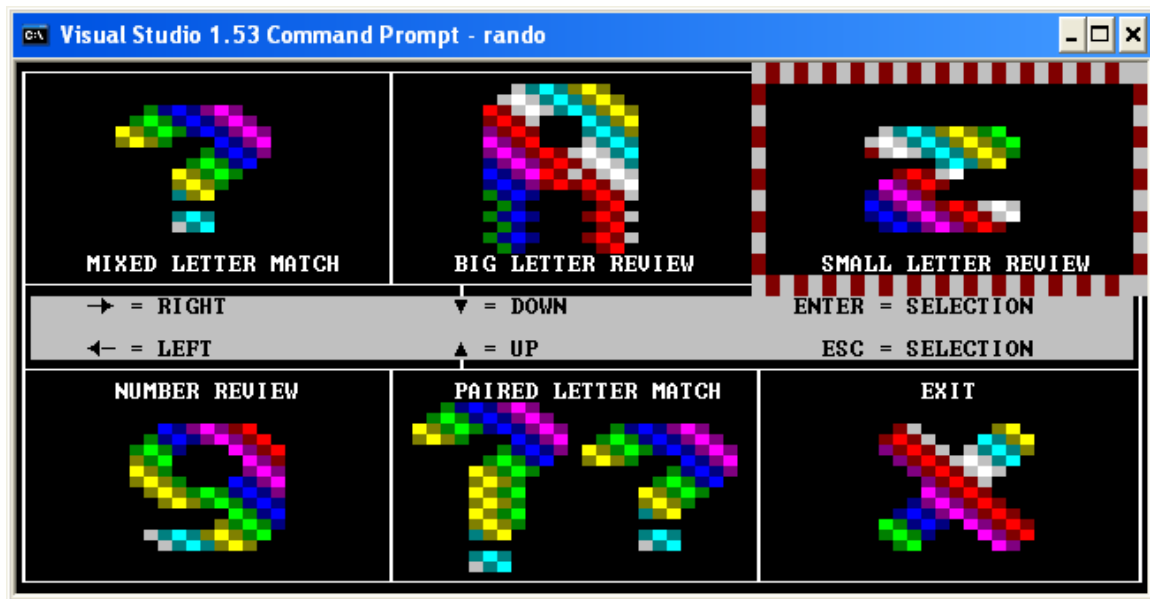 Visual Studio 1.53 Command Prompt - rando
? A z
MIXED LETTER MATCH BIG LETTER REVIEW SMALL LETTER REVIEW
→ = RIGHT ▼ = DOWN ENTER = SELECTION
← = LEFT ▲ = UP ESC = SELECTION
NUMBER REVIEW PAIRED LETTER MATCH EXIT
9 ? ? X